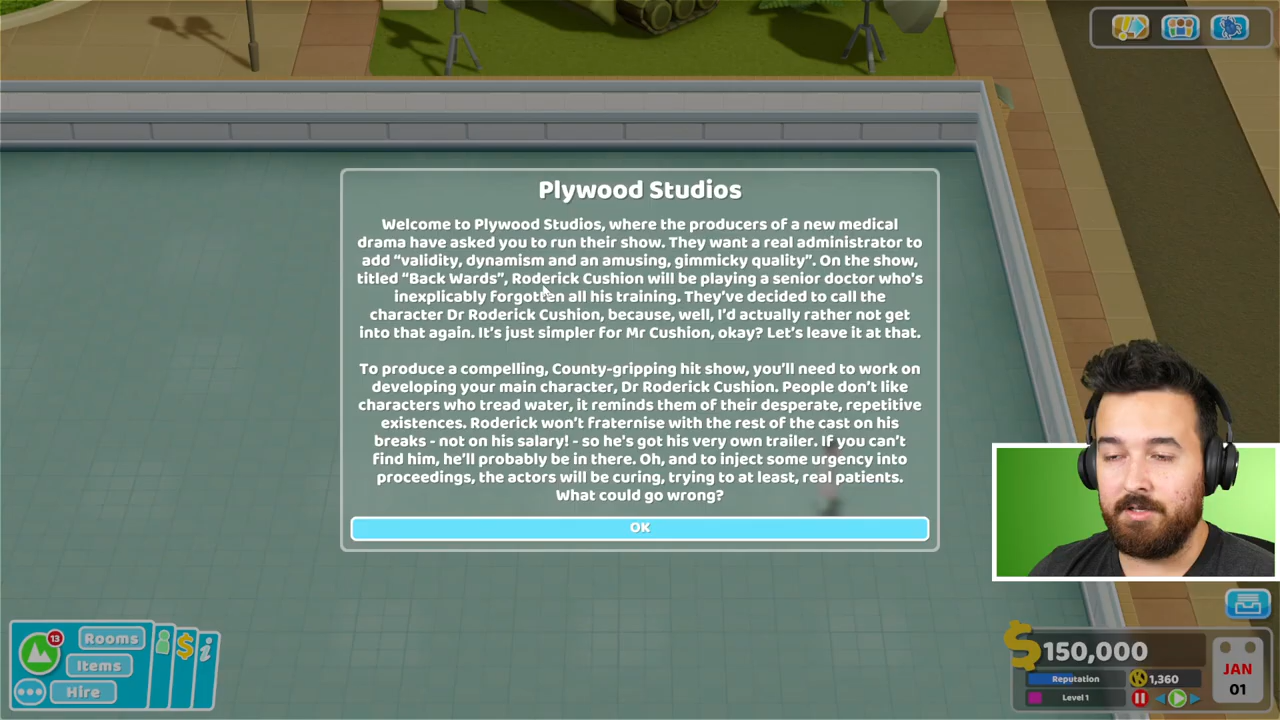 Plywood Studios
Welcome to Plywood Studios, where the producers of a new medical
drama have asked you to run their show. They want a real administrator to
add “validity, dynamism and an amusing, gimmicky quality”. On the show,
titled “Back Wards”, Roderick Cushion will be playing a senior doctor who's
inexplicably forgotten all his training. They've decided to call the
character Dr Roderick Cushion, because, well, I'd actually rather not get
into that again. It's just simpler for Mr Cushion, okay? Let's leave it at that.
To produce a compelling, County-gripping hit show, you'll need to work on
developing your main character, Dr Roderick Cushion. People don't like
characters who tread water, it reminds them of their desperate, repetitive
existences. Roderick won't fraternise with the rest of the cast on his
breaks - not on his salary! - so he's got his very own trailer. If you can't
find him, he'll probably be in there. Oh, and to inject some urgency into
proceedings, the actors will be curing, trying to at least, real patients.
What could go wrong?
OK
13
Rooms
Items
Hire
$ 150,000
Reputation
K 1,360
Level 1
JAN
01